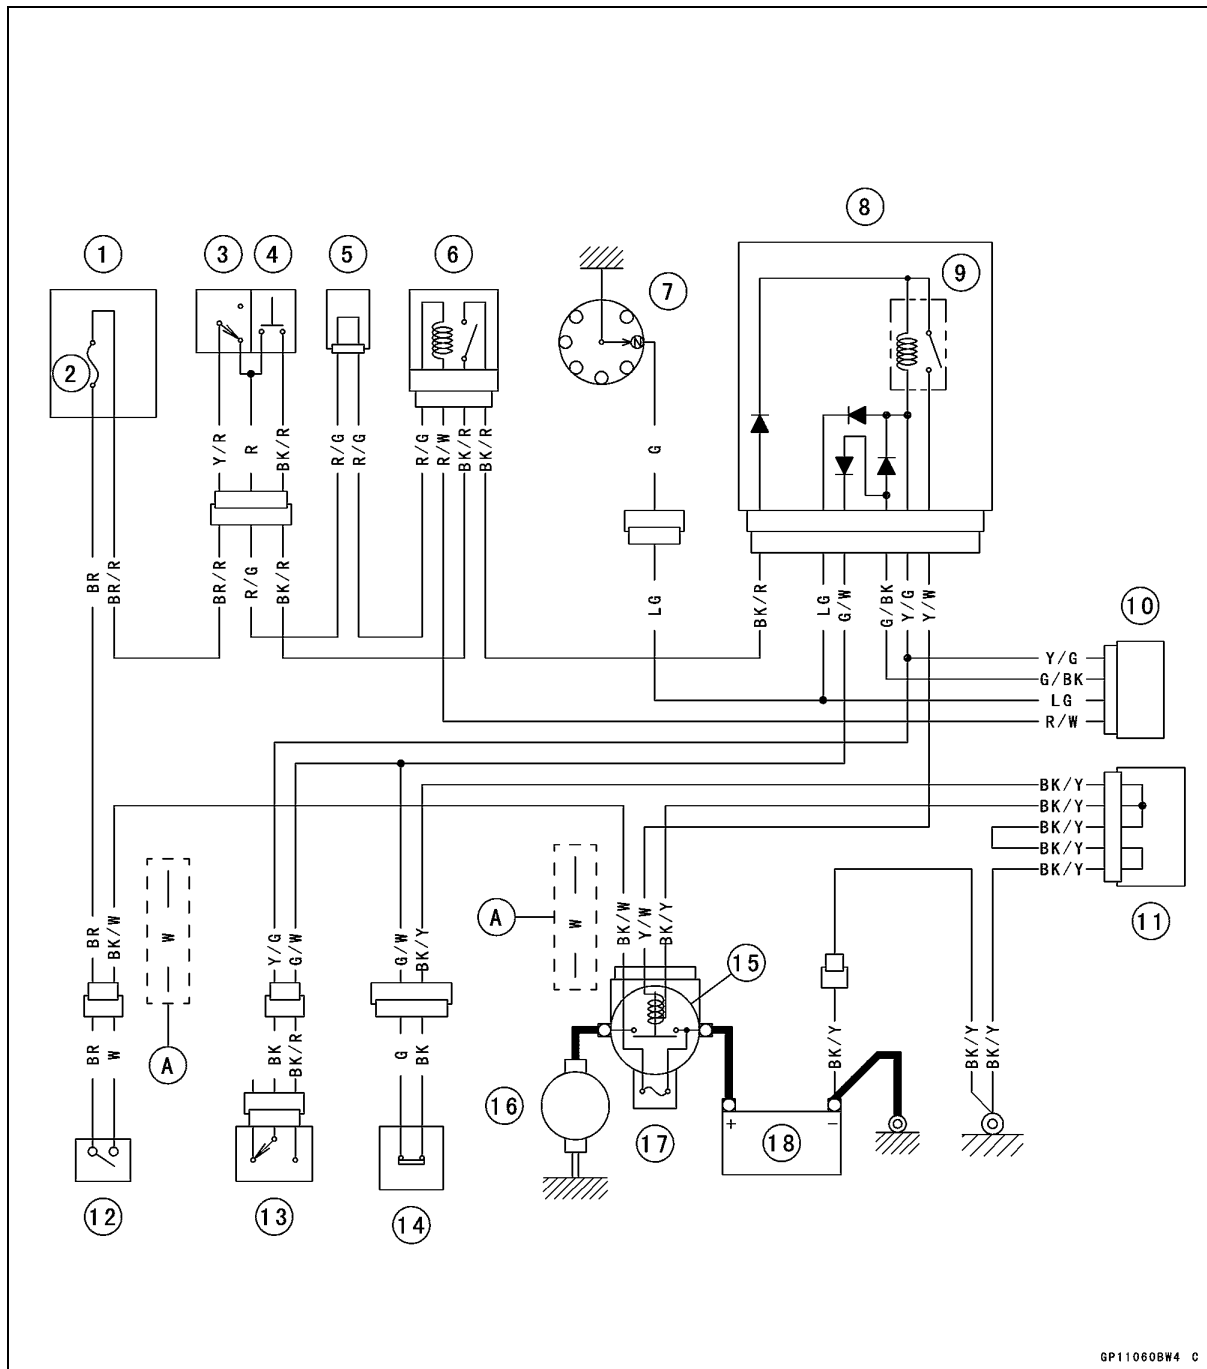 8
1 3 4 5 6 9
7
2
N
Y/R R BK/R R/G R/G R/G R/W BK/R BK/R G
BR BR/R BR/R R/G BK/R LG BK/R LG G/W G/BK Y/G Y/W
10
Y/G
G/BK
LG
R/W
BK/Y
BK/Y
BK/Y
BK/Y
BK/Y
11
BR BK/W W Y/G G/W G/W BK/Y A W BK/W Y/W BK/Y
15
BR W A BK BK/R G BK BK/Y BK/Y BK/Y
16 17 + 18 −
12 13 14
GP11060BW4 C